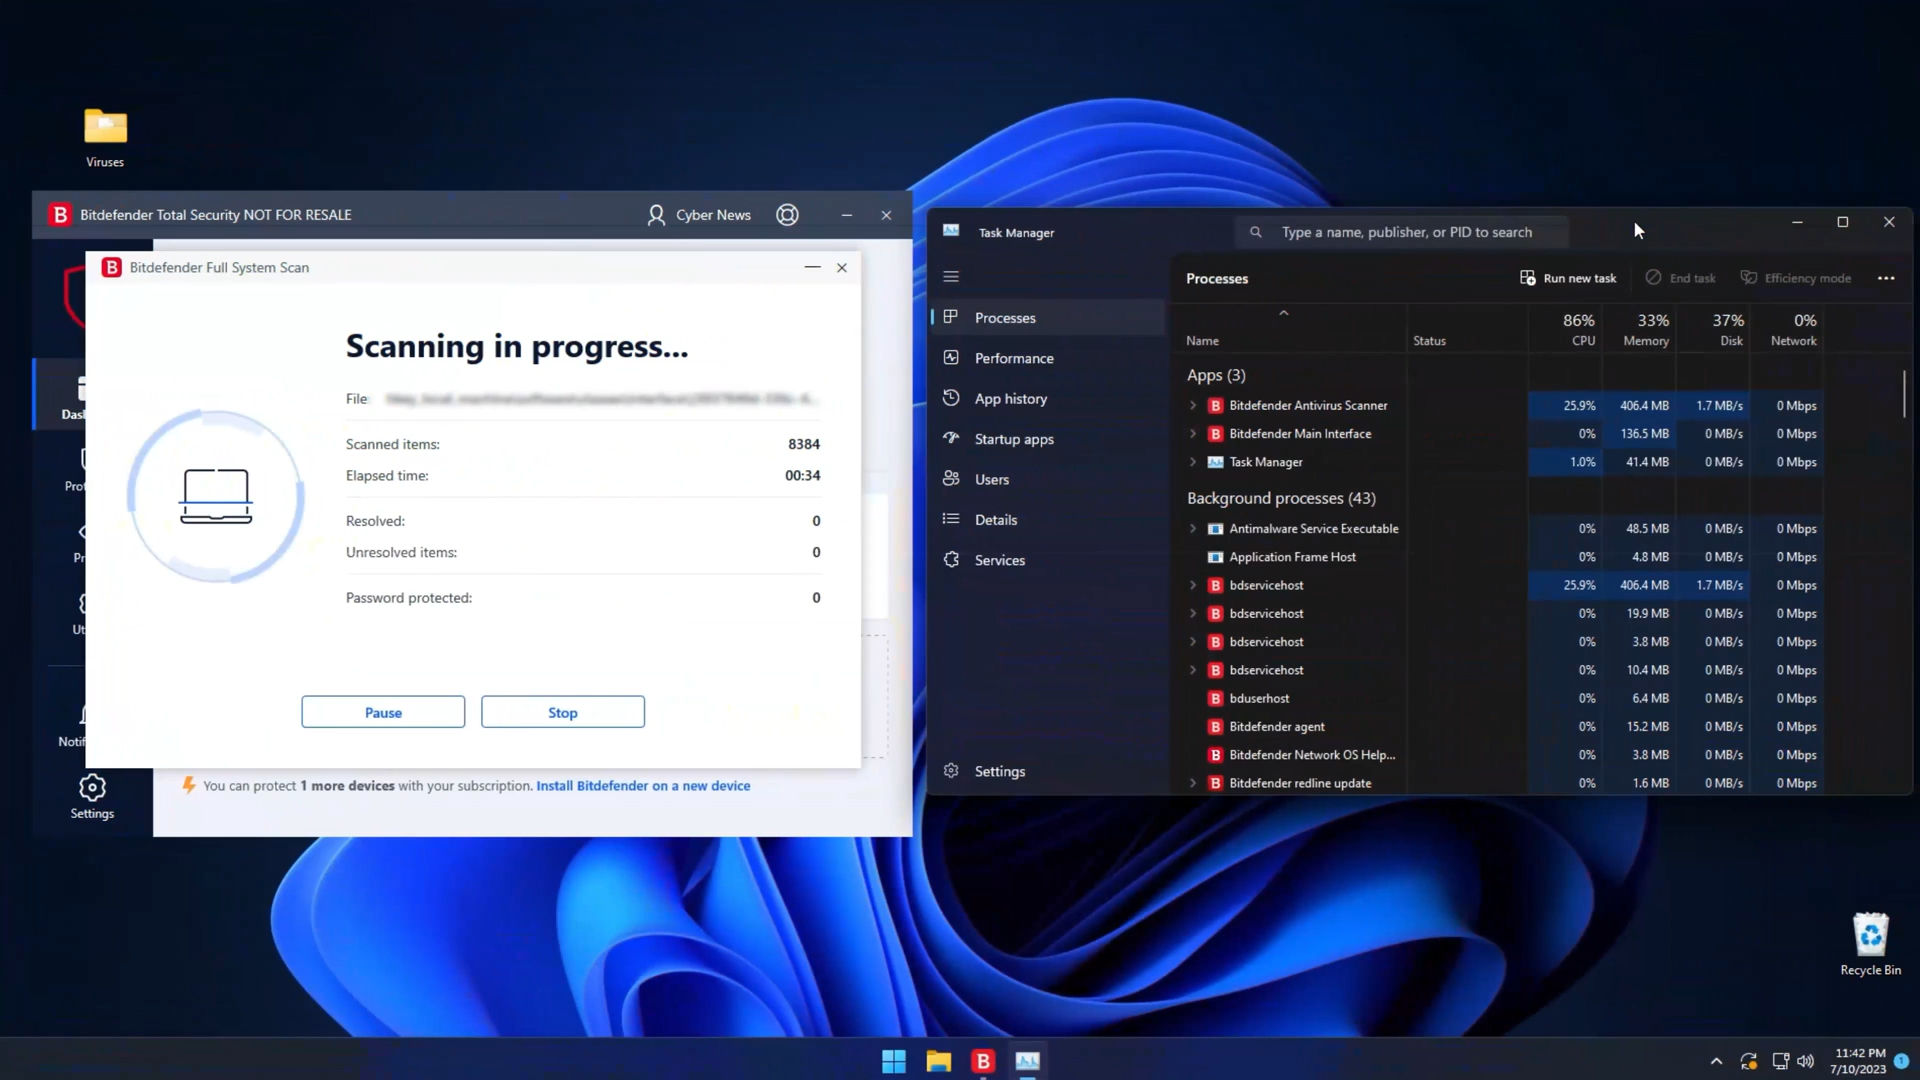 Viruses
Bitdefender Total Security NOT FOR RESALE
Cyber News
Bitdefender Full System Scan
Scanning in progress...
File:
Scanned items: 8384
Elapsed time: 00:34
Resolved: 0
Unresolved items: 0
Password protected: 0
Pause
Stop
Settings
You can protect 1 more devices with your subscription. Install Bitdefender on a new device
Task Manager
Type a name, publisher, or PID to search
Processes
Performance
App history
Startup apps
Users
Details
Services
Settings
Processes
Run new task
End task
Efficiency mode
86% 33% 37% 0%
Name Status CPU Memory Disk Network
Apps (3)
Bitdefender Antivirus Scanner 25.9% 406.4 MB 1.7 MB/s 0 Mbps
Bitdefender Main Interface 0% 136.5 MB 0 MB/s 0 Mbps
Task Manager 1.0% 41.4 MB 0 MB/s 0 Mbps
Background processes (43)
Antimalware Service Executable 0% 48.5 MB 0 MB/s 0 Mbps
Application Frame Host 0% 4.8 MB 0 MB/s 0 Mbps
bdservicehost 25.9% 406.4 MB 1.7 MB/s 0 Mbps
bdservicehost 0% 19.9 MB 0 MB/s 0 Mbps
bdservicehost 0% 3.8 MB 0 MB/s 0 Mbps
bdservicehost 0% 10.4 MB 0 MB/s 0 Mbps
bduserhost 0% 6.4 MB 0 MB/s 0 Mbps
Bitdefender agent 0% 15.2 MB 0 MB/s 0 Mbps
Bitdefender Network OS Help... 0% 3.8 MB 0 MB/s 0 Mbps
Bitdefender redline update 0% 1.6 MB 0 MB/s 0 Mbps
Recycle Bin
11:42 PM
7/10/2023
1